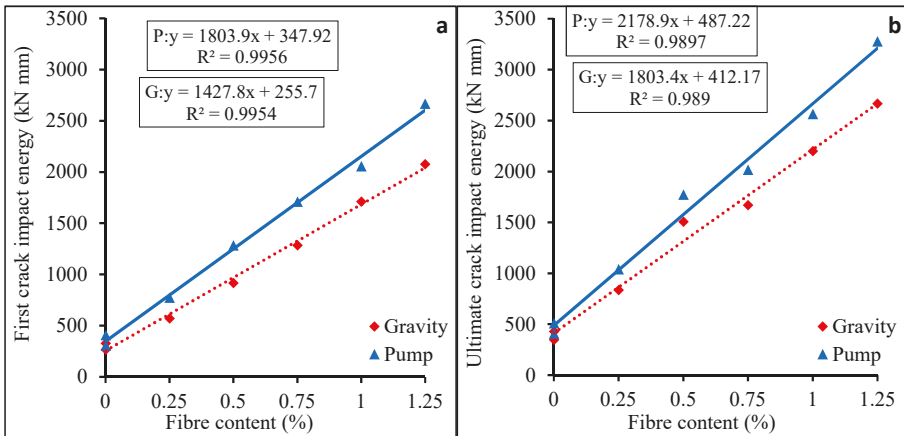 a
P:y = 1803.9x + 347.92
R² = 0.9956
G:y = 1427.8x + 255.7
R² = 0.9954
First crack impact energy (kN mm)
3500
3000
2500
2000
1500
1000
500
0
0 0.25 0.5 0.75 1 1.25
Fibre content (%)
Gravity
Pump
b
P:y = 2178.9x + 487.22
R² = 0.9897
G:y = 1803.4x + 412.17
R² = 0.989
Ultimate crack impact energy (kN mm)
3500
3000
2500
2000
1500
1000
500
0
0 0.25 0.5 0.75 1 1.25
Fibre content (%)
Gravity
Pump